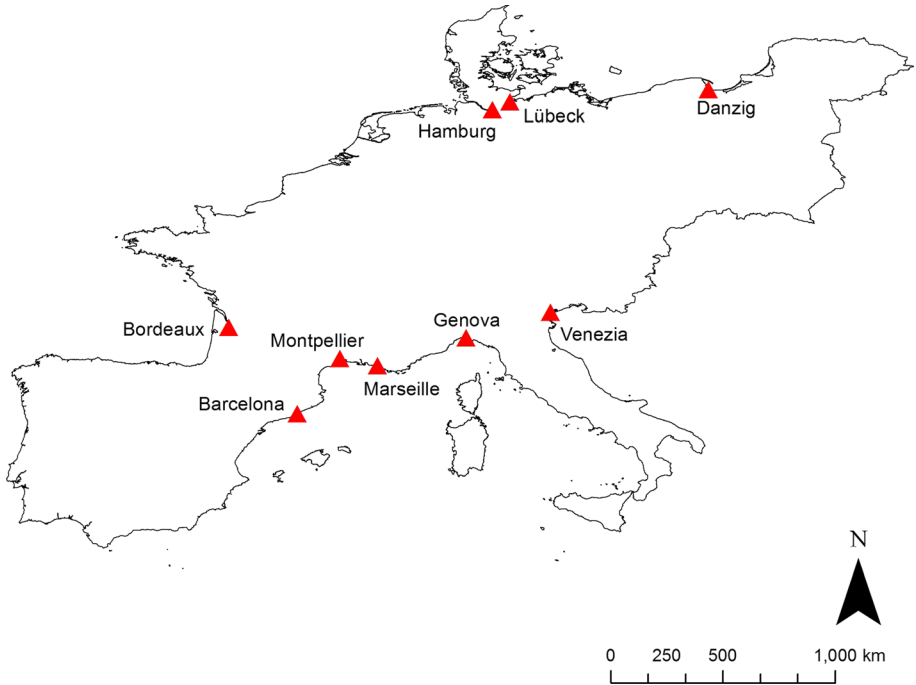 Danzig
Hamburg
Lübeck
Bordeaux
Genova
Venezia
Montpellier
Marseille
Barcelona
N
0 250 500 1,000 km